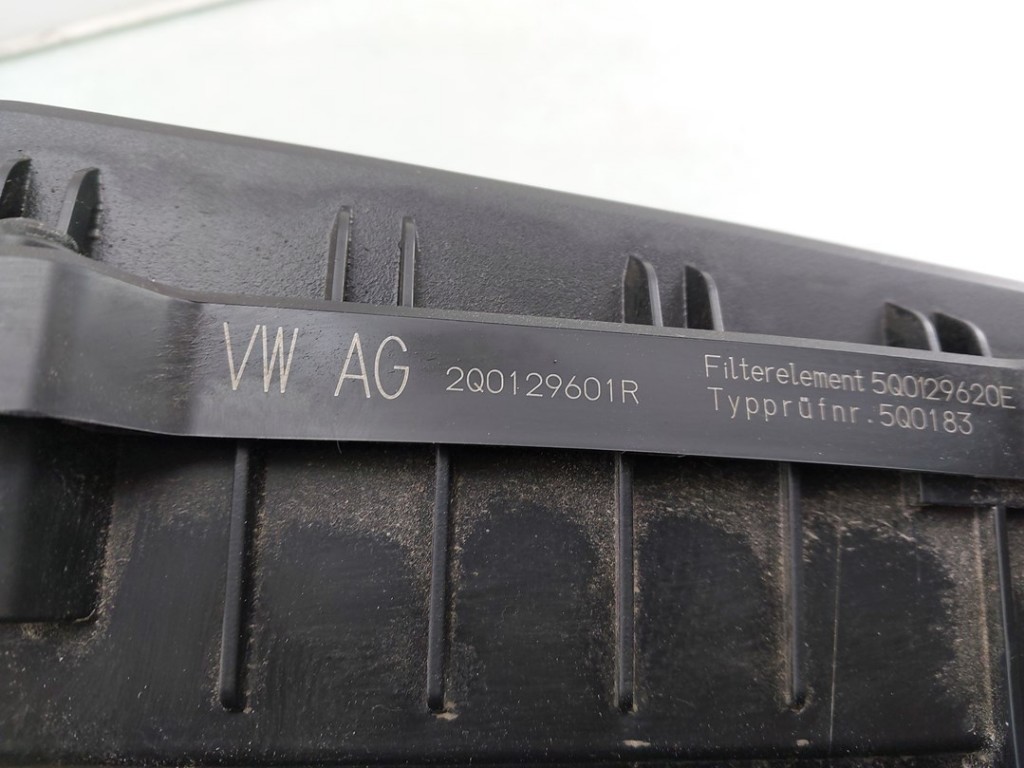 VW AG 2Q0129601R
Filterelement 5Q0129620E
Typprüfnr. 5Q0183